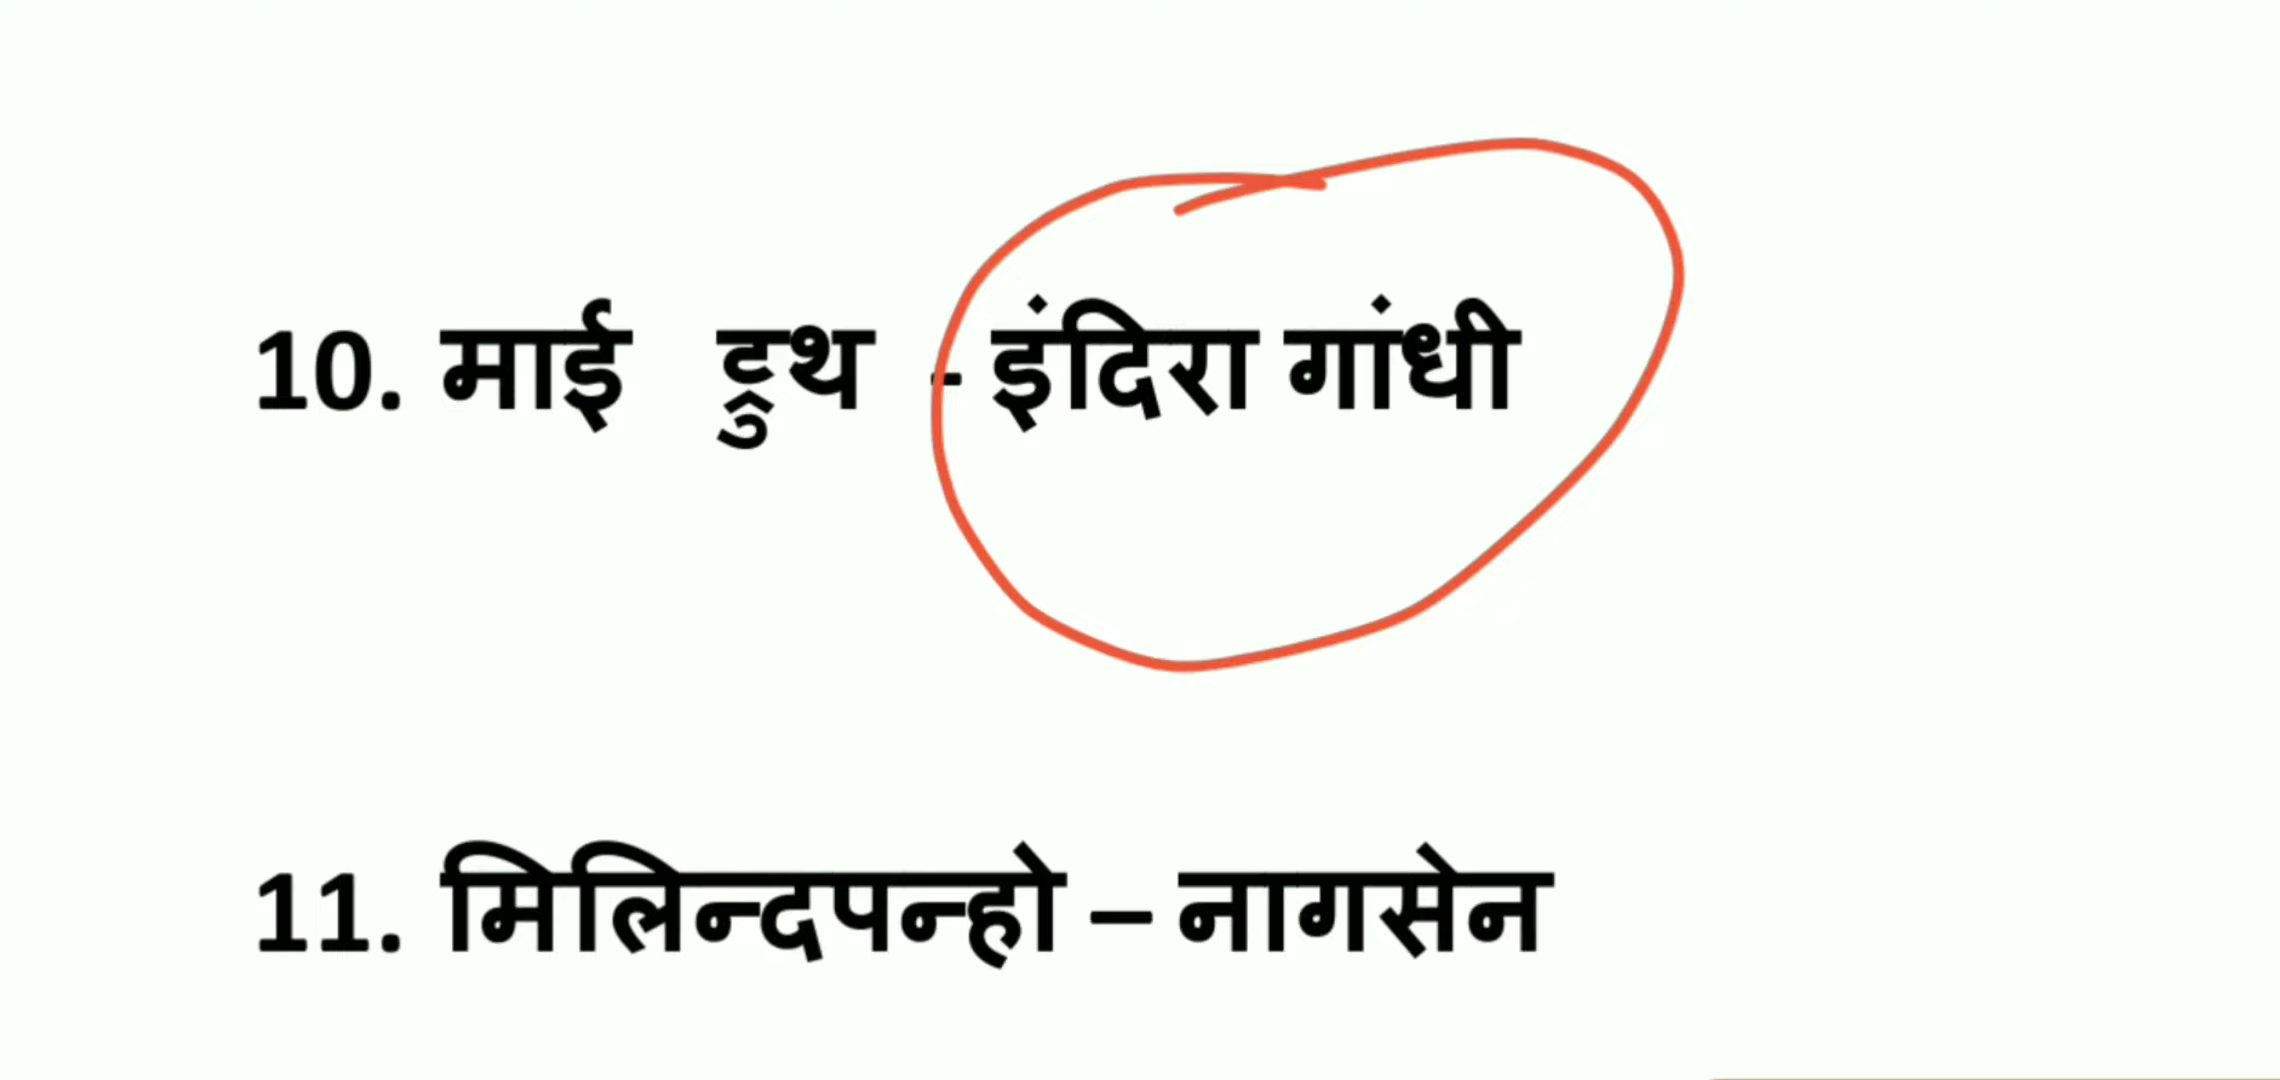 10. माई ट्रुथ - इंदिरा गांधी
11. मिलिन्दपन्हो – नागसेन